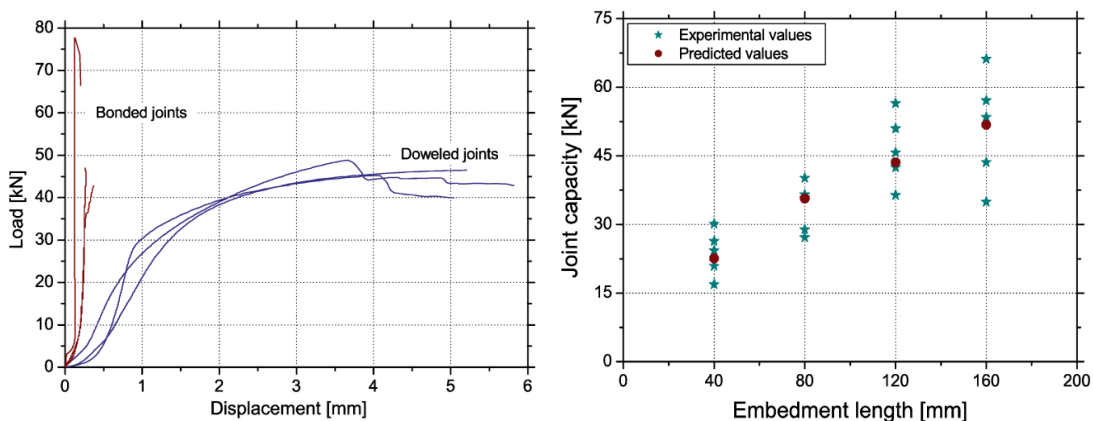 80
70
60
50
40
30
20
10
0
Load [kN]
Bonded joints
Doweled joints
0 1 2 3 4 5 6
Displacement [mm]
75
60
45
30
15
0
Joint capacity [kN]
Experimental values
Predicted values
0 40 80 120 160 200
Embedment length [mm]